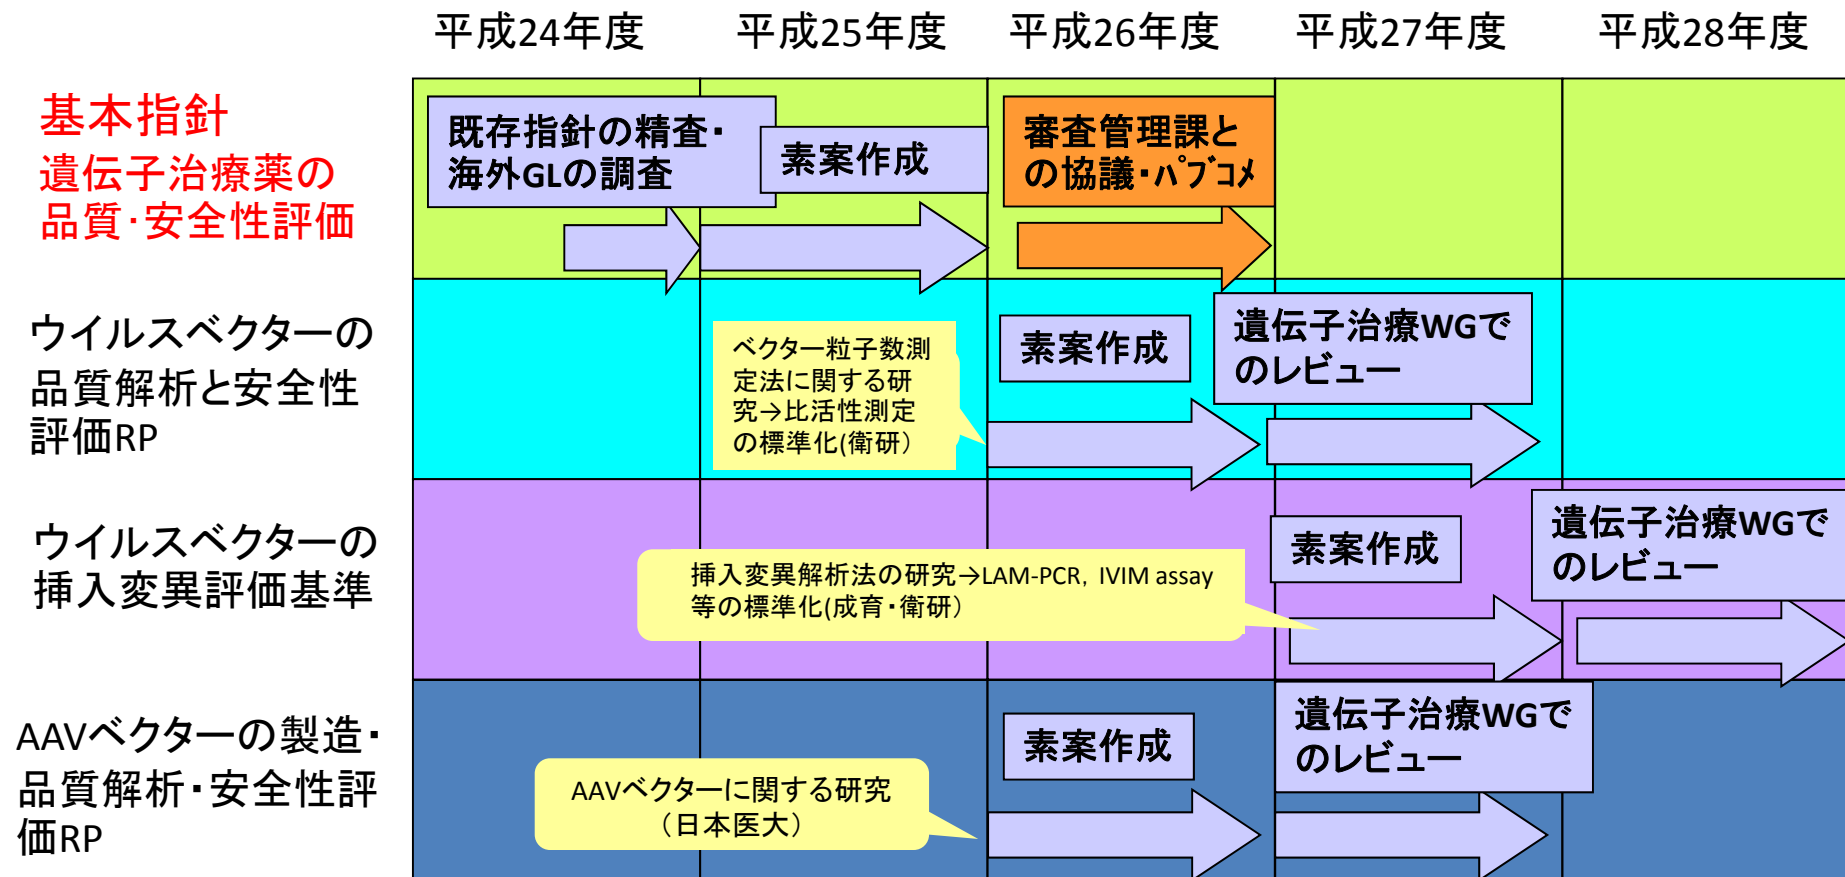 平成24年度
平成25年度
平成26年度
平成27年度
平成28年度
基本指針
遺伝子治療薬の
品質・安全性評価
既存指針の精査・
海外GLの調査
素案作成
審査管理課と
の協議・ﾊﾟﾌﾞｺﾒ
ウイルスベクターの
品質解析と安全性
評価RP
ベクター粒子数測
定法に関する研
究→比活性測定
の標準化(衛研）
素案作成
遺伝子治療WGで
のレビュー
ウイルスベクターの
挿入変異評価基準
挿入変異解析法の研究→LAM-PCR, IVIM assay
等の標準化(成育・衛研）
素案作成
遺伝子治療WGで
のレビュー
AAVベクターの製造・
品質解析・安全性評
価RP
AAVベクターに関する研究
（日本医大）
素案作成
遺伝子治療WGで
のレビュー